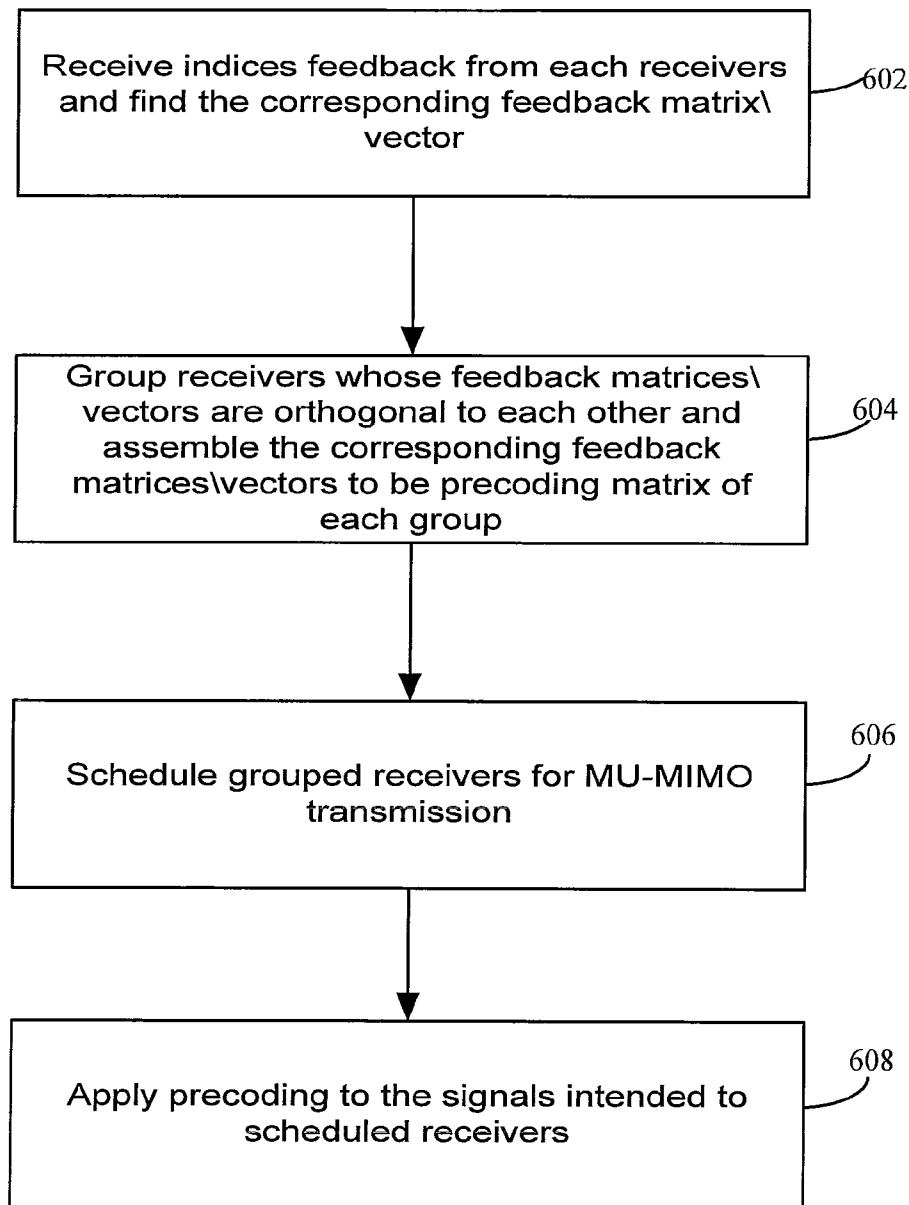 Receive indices feedback from each receivers
and find the corresponding feedback matrix\
vector
602
Group receivers whose feedback matrices\
vectors are orthogonal to each other and
assemble the corresponding feedback
matrices\vectors to be precoding matrix of
each group
604
Schedule grouped receivers for MU-MIMO
transmission
606
Apply precoding to the signals intended to
scheduled receivers
608